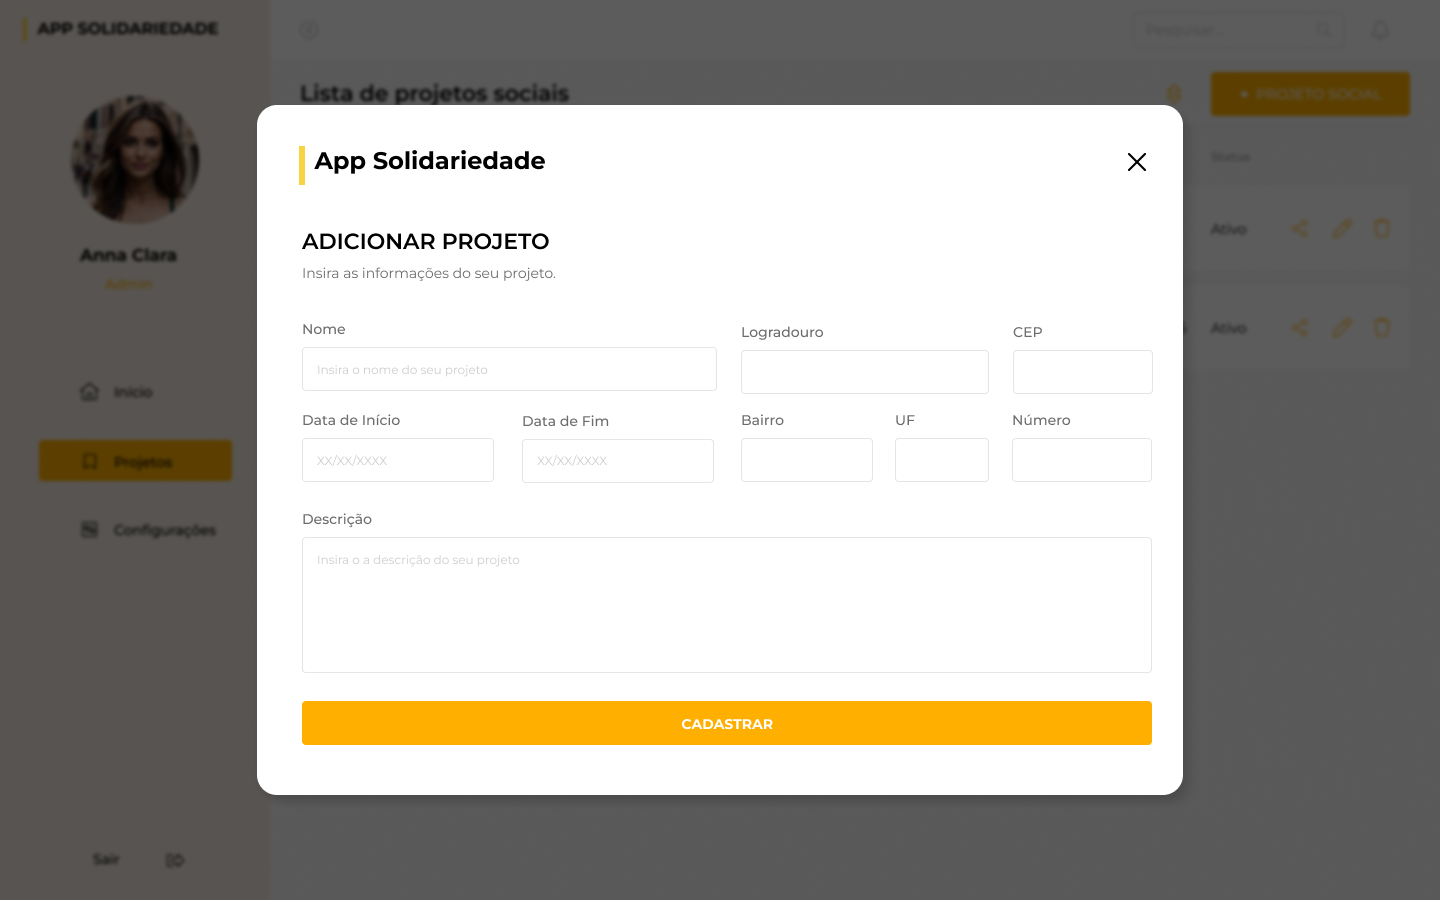 APP SOLIDARIEDADE
Pesquisar...
Lista de projetos sociais
PROJETO SOCIAL
Status
Anna Clara
Admin
Início
Projetos
Configurações
Sair
Ativo
Ativo
App Solidariedade
ADICIONAR PROJETO
Insira as informações do seu projeto.
Nome
Logradouro
CEP
Insira o nome do seu projeto
Data de Início
Data de Fim
Bairro
UF
Número
XX/XX/XXXX
XX/XX/XXXX
Descrição
Insira o a descrição do seu projeto
CADASTRAR